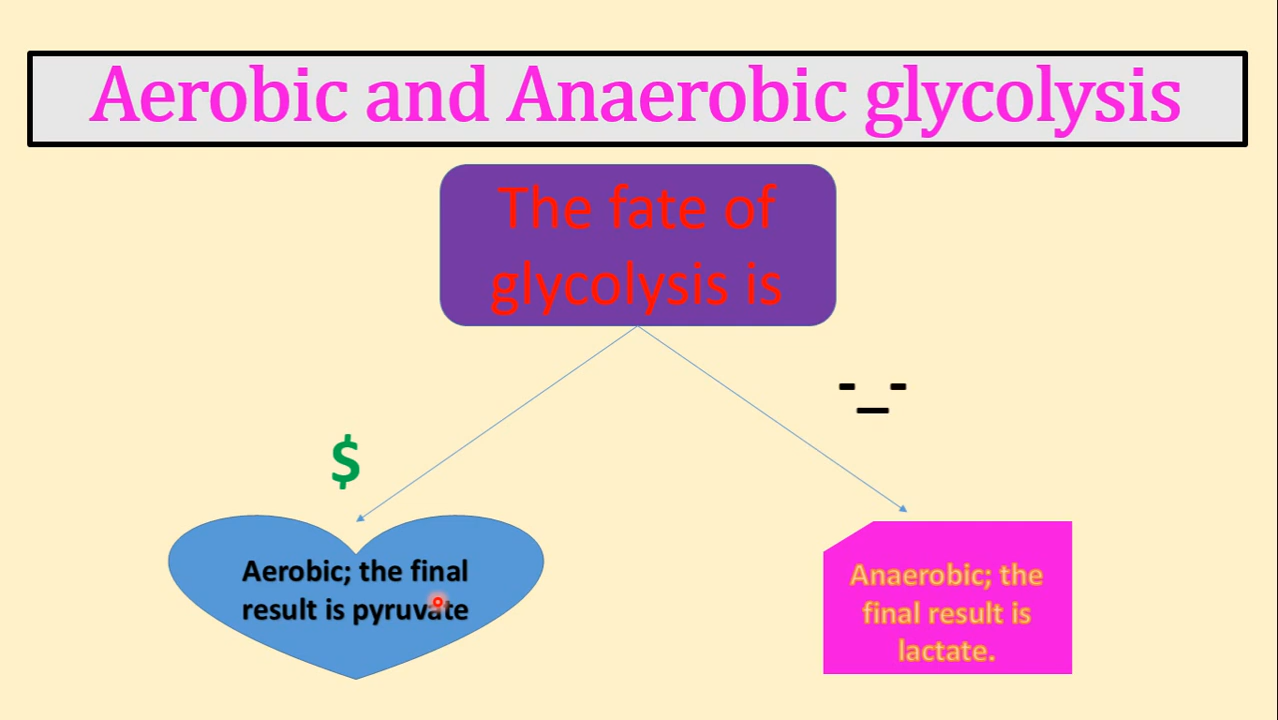 Aerobic and Anaerobic glycolysis
The fate of
glycolysis is
-_-
$
Aerobic; the final
result is pyruvate
Anaerobic; the
final result is
lactate.